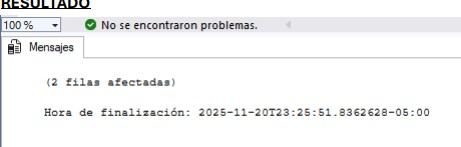 RESULTADO
100 %
No se encontraron problemas.
Mensajes
(2 filas afectadas)
Hora de finalización: 2025-11-20T23:25:51.8362628-05:00